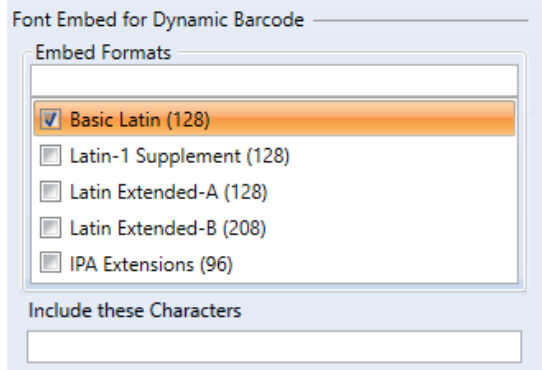 Font Embed for Dynamic Barcode
Embed Formats
Basic Latin (128)
Latin-1 Supplement (128)
Latin Extended-A (128)
Latin Extended-B (208)
IPA Extensions (96)
Include these Characters